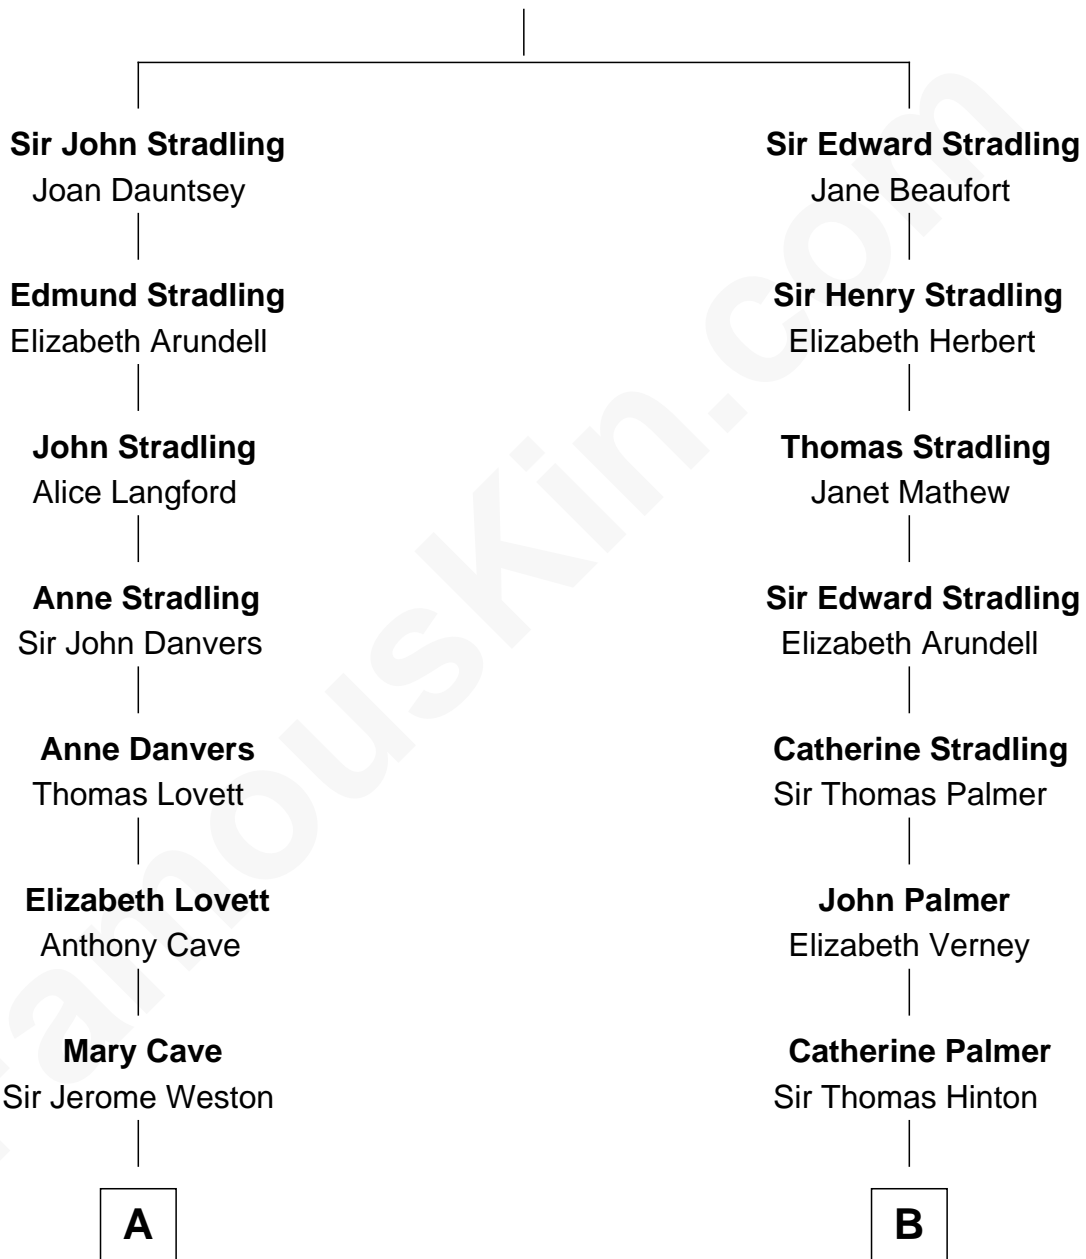 Sir John Stradling
Joan Dauntsey
Edmund Stradling
Elizabeth Arundell
John Stradling
Alice Langford
Anne Stradling
Sir John Danvers
Anne Danvers
Thomas Lovett
Elizabeth Lovett
Anthony Cave
Mary Cave
Sir Jerome Weston
A
Sir Edward Stradling
Jane Beaufort
Sir Henry Stradling
Elizabeth Herbert
Thomas Stradling
Janet Mathew
Sir Edward Stradling
Elizabeth Arundell
Catherine Stradling
Sir Thomas Palmer
John Palmer
Elizabeth Verney
Catherine Palmer
Sir Thomas Hinton
B
FamousKin.com